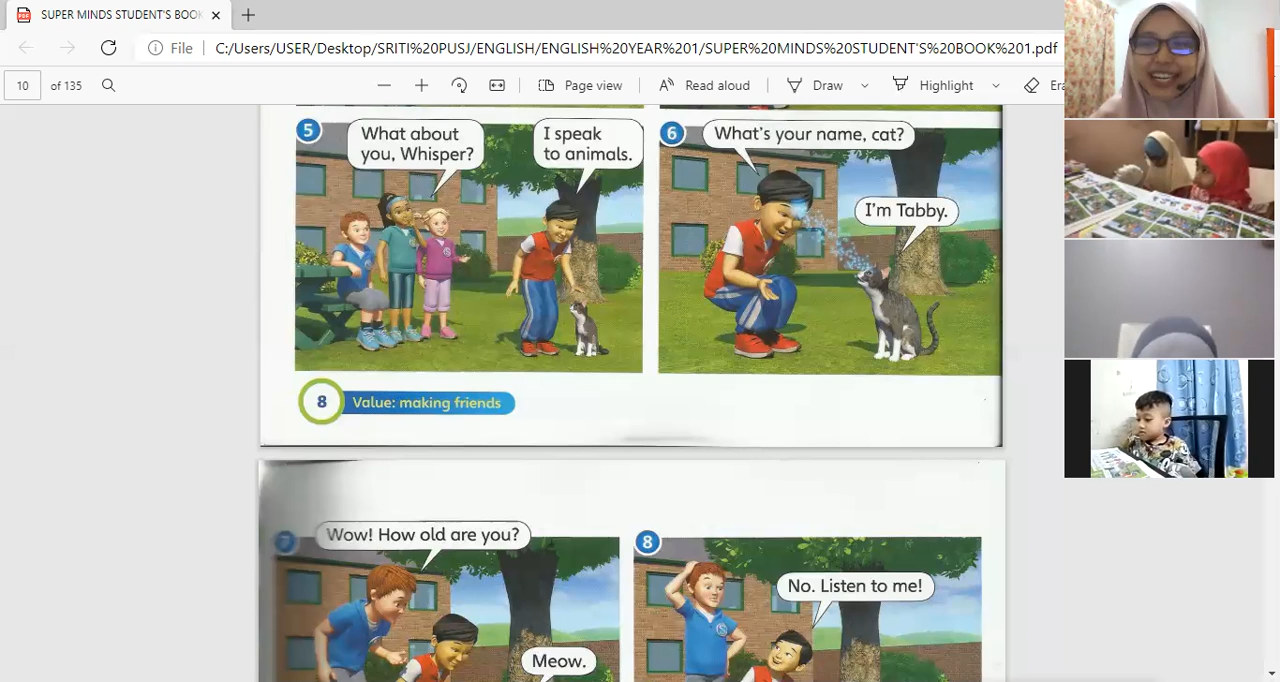 SUPER MINDS STUDENT'S BOOK
File
C:/Users/USER/Desktop/SRITI%20PUSJ/ENGLISH/ENGLISH%20YEAR%201/SUPER%20MINDS%20STUDENT'S%20BOOK%201.pdf
10
of 135
Page view
Read aloud
Draw
Highlight
Era
5
What about
you, Whisper?
I speak
to animals.
6
What's your name, cat?
I'm Tabby.
8
Value: making friends
7
Wow! How old are you?
Meow.
8
No. Listen to me!